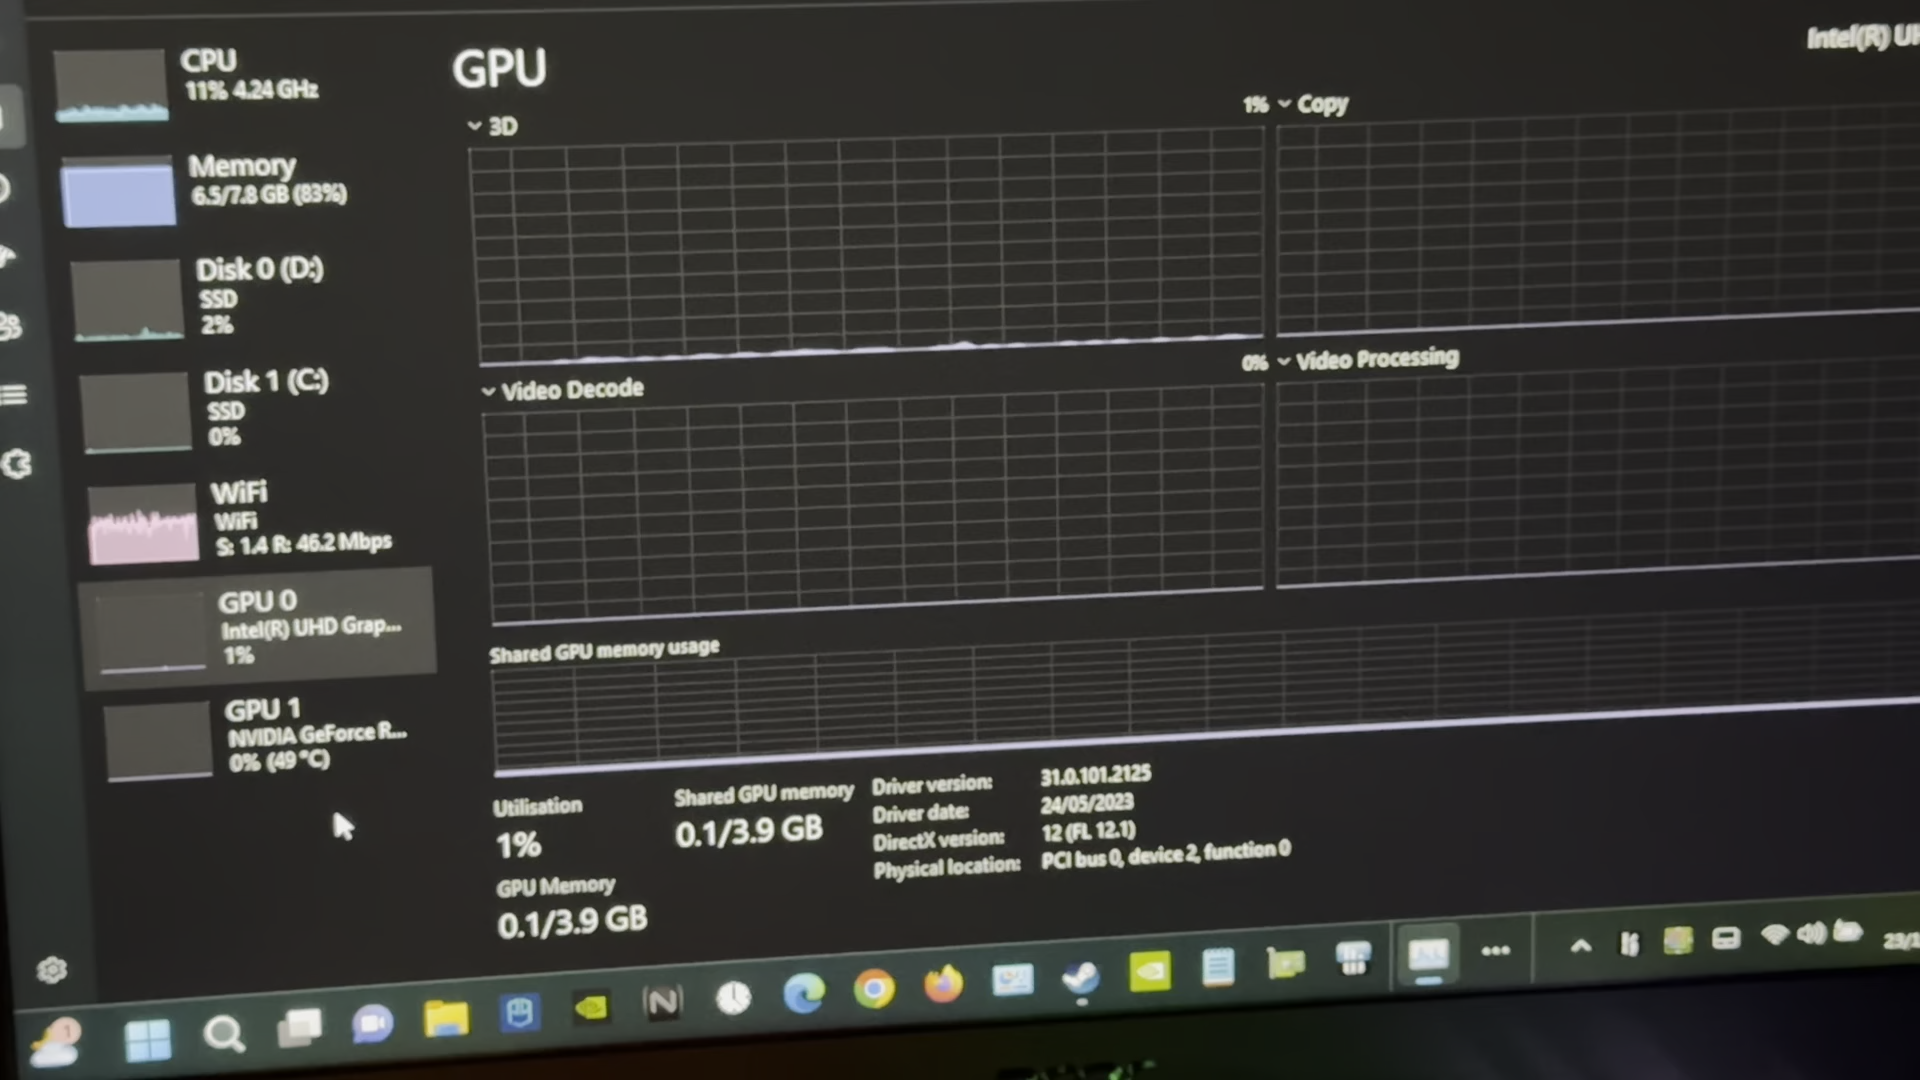 CPU
11% 4.24 GHz
Memory
6.5/7.8 GB (83%)
Disk 0 (D:)
SSD
2%
Disk 1 (C:)
SSD
0%
WiFi
WiFi
S: 1.4 R: 46.2 Mbps
GPU 0
Intel(R) UHD Grap...
1%
GPU 1
NVIDIA GeForce R...
0% (49 °C)
GPU
Intel(R) UH
3D
1%
Copy
Video Decode
0%
Video Processing
Shared GPU memory usage
Utilisation
1%
Shared GPU memory
0.1/3.9 GB
GPU Memory
0.1/3.9 GB
Driver version: 31.0.101.2125
Driver date: 24/05/2023
DirectX version: 12 (FL 12.1)
Physical location: PCI bus 0, device 2, function 0
1
N
23/1